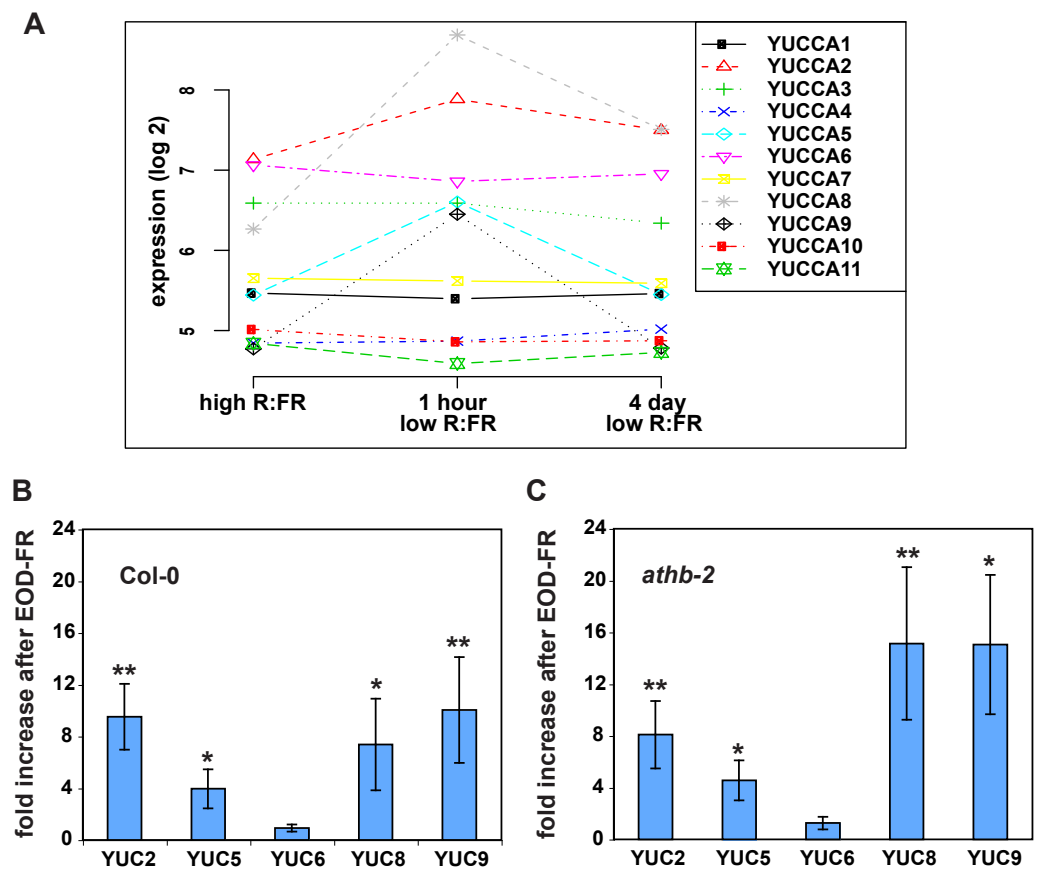 A
expression (log 2)
8
7
6
5
high R:FR
1 hour
low R:FR
4 day
low R:FR
YUCCA1
YUCCA2
YUCCA3
YUCCA4
YUCCA5
YUCCA6
YUCCA7
YUCCA8
YUCCA9
YUCCA10
YUCCA11
B
fold increase after EOD-FR
24
20
16
12
8
4
0
Col-0
**
*
*
**
YUC2 YUC5 YUC6 YUC8 YUC9
C
fold increase after EOD-FR
24
20
16
12
8
4
0
athb-2
**
*
**
*
YUC2 YUC5 YUC6 YUC8 YUC9